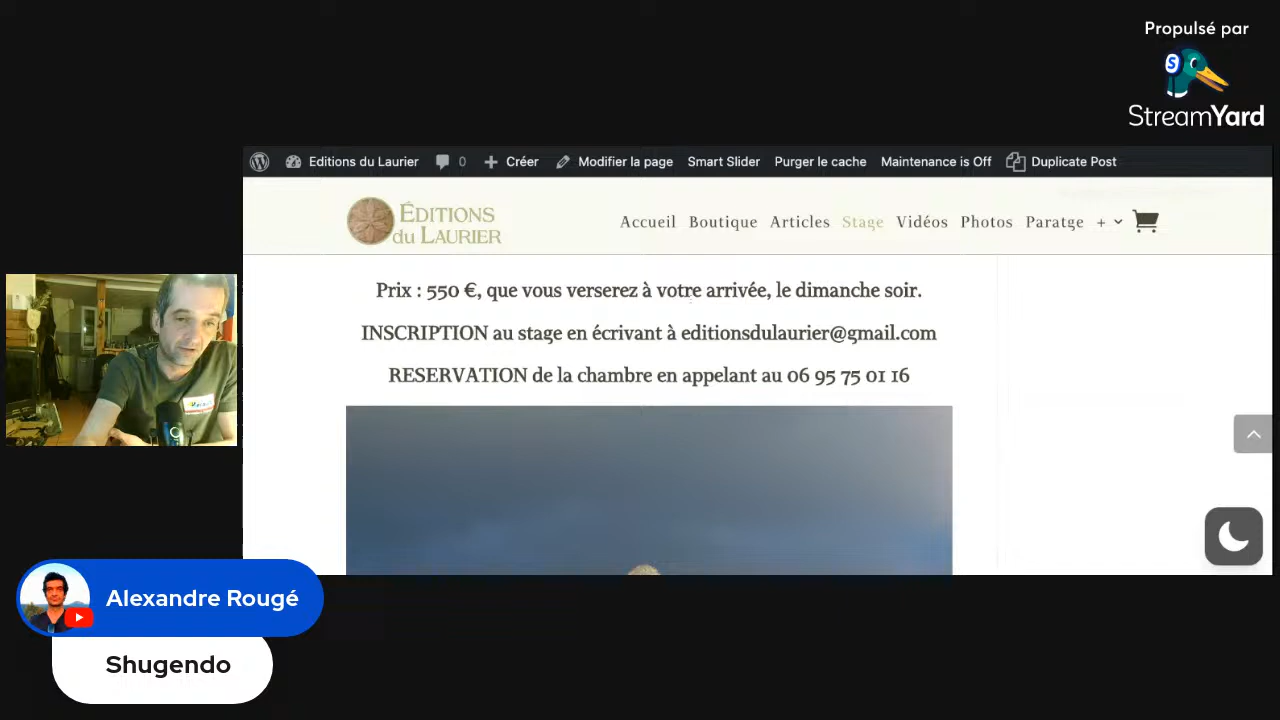 Propulsé par
StreamYard
Editions du Laurier 0 Créer Modifier la page Smart Slider Purger le cache Maintenance is Off Duplicate Post
ÉDITIONS
du LAURIER
Accueil Boutique Articles Stage Vidéos Photos Paratge +
Prix : 550 €, que vous verserez à votre arrivée, le dimanche soir.
INSCRIPTION au stage en écrivant à editionsdulaurier@gmail.com
RESERVATION de la chambre en appelant au 06 95 75 01 16
Alexandre Rougé
Shugendo